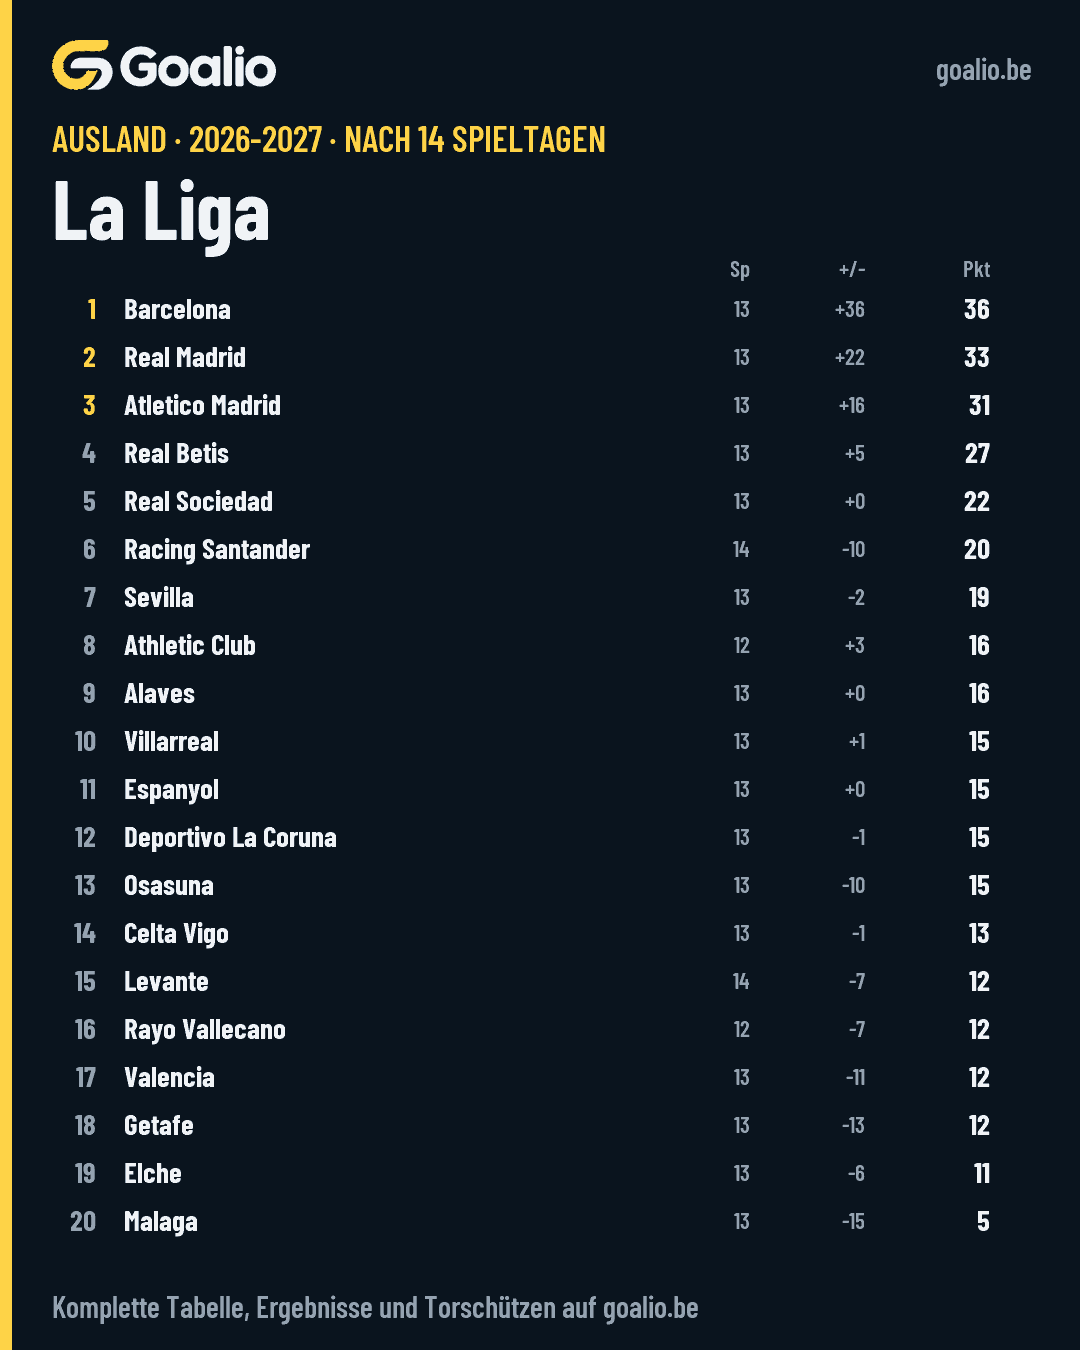 Goalio
goalio.be
AUSLAND · 2026-2027 · NACH 14 SPIELTAGEN
La Liga
Sp +/- Pkt
1 Barcelona 13 +36 36
2 Real Madrid 13 +22 33
3 Atletico Madrid 13 +16 31
4 Real Betis 13 +5 27
5 Real Sociedad 13 +0 22
6 Racing Santander 14 -10 20
7 Sevilla 13 -2 19
8 Athletic Club 12 +3 16
9 Alaves 13 +0 16
10 Villarreal 13 +1 15
11 Espanyol 13 +0 15
12 Deportivo La Coruna 13 -1 15
13 Osasuna 13 -10 15
14 Celta Vigo 13 -1 13
15 Levante 14 -7 12
16 Rayo Vallecano 12 -7 12
17 Valencia 13 -11 12
18 Getafe 13 -13 12
19 Elche 13 -6 11
20 Malaga 13 -15 5
Komplette Tabelle, Ergebnisse und Torschützen auf goalio.be